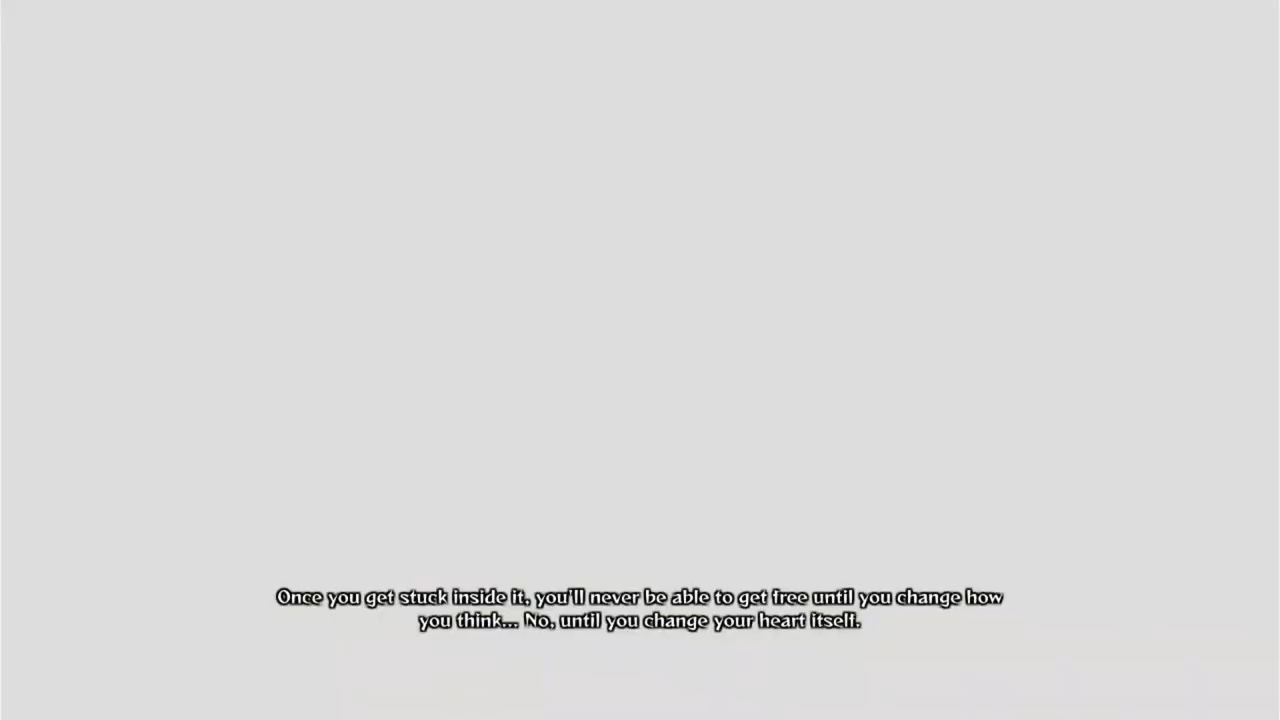 Once you get stuck inside it, you'll never be able to get free until you change how
you think... No, until you change your heart itself.